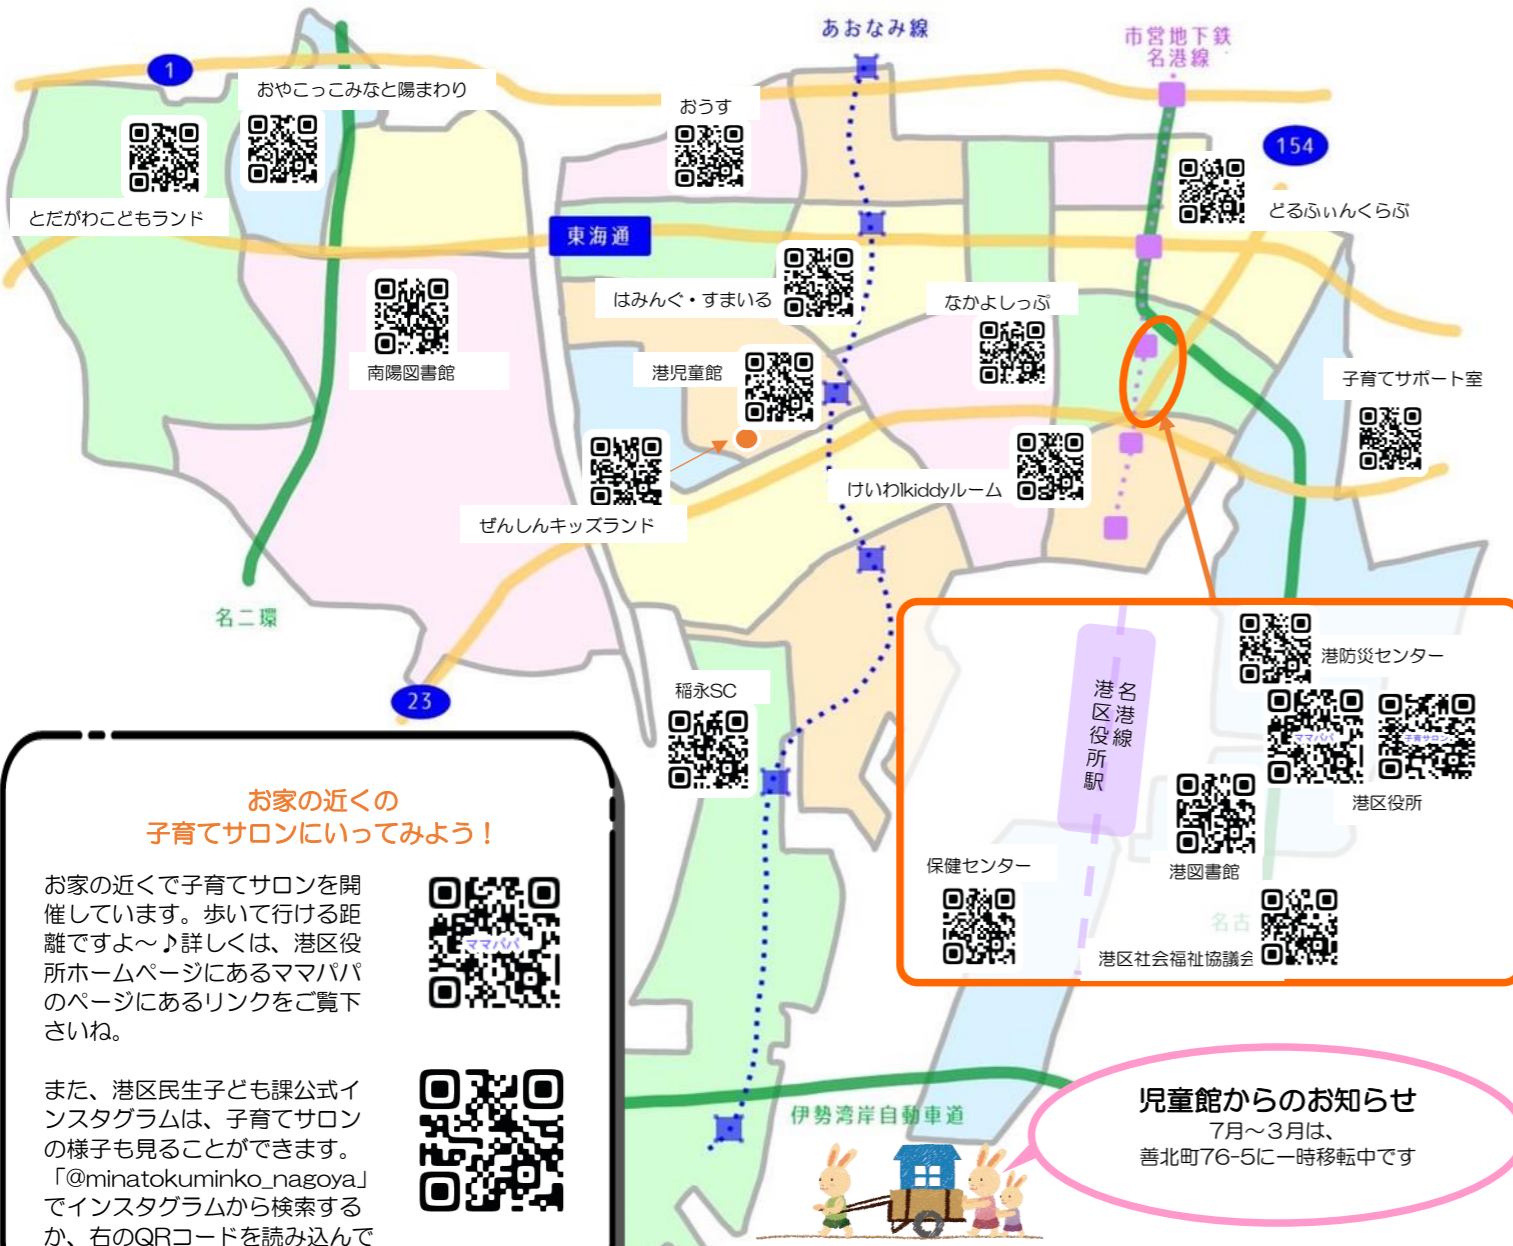 あおなみ線
市営地下鉄
名港線
1
おやこっこみなと陽まわり
おうす
154
とだがわこどもランド
どるふぃんくらぶ
東海通
はみんぐ・すまいる
なかよしっぷ
南陽図書館
港児童館
子育てサポート室
けいわkiddyルーム
ぜんしんキッズランド
名二環
23
稲永SC
名港線
港区役所駅
港防災センター
ママパパ
子育サロン
港区役所
港図書館
保健センター
名古
港区社会福祉協議会
お家の近くの
子育てサロンにいってみよう！
お家の近くで子育てサロンを開
催しています。歩いて行ける距
離ですよ～♪詳しくは、港区役
所ホームページにあるママパパ
のページにあるリンクをご覧下
さいね。
ママパパ
また、港区民生子ども課公式イ
ンスタグラムは、子育てサロン
の様子も見ることができます。
「@minatokuminko_nagoya」
でインスタグラムから検索する
か、右のQRコードを読み込んで
伊勢湾岸自動車道
児童館からのお知らせ
7月～3月は、
善北町76-5に一時移転中です